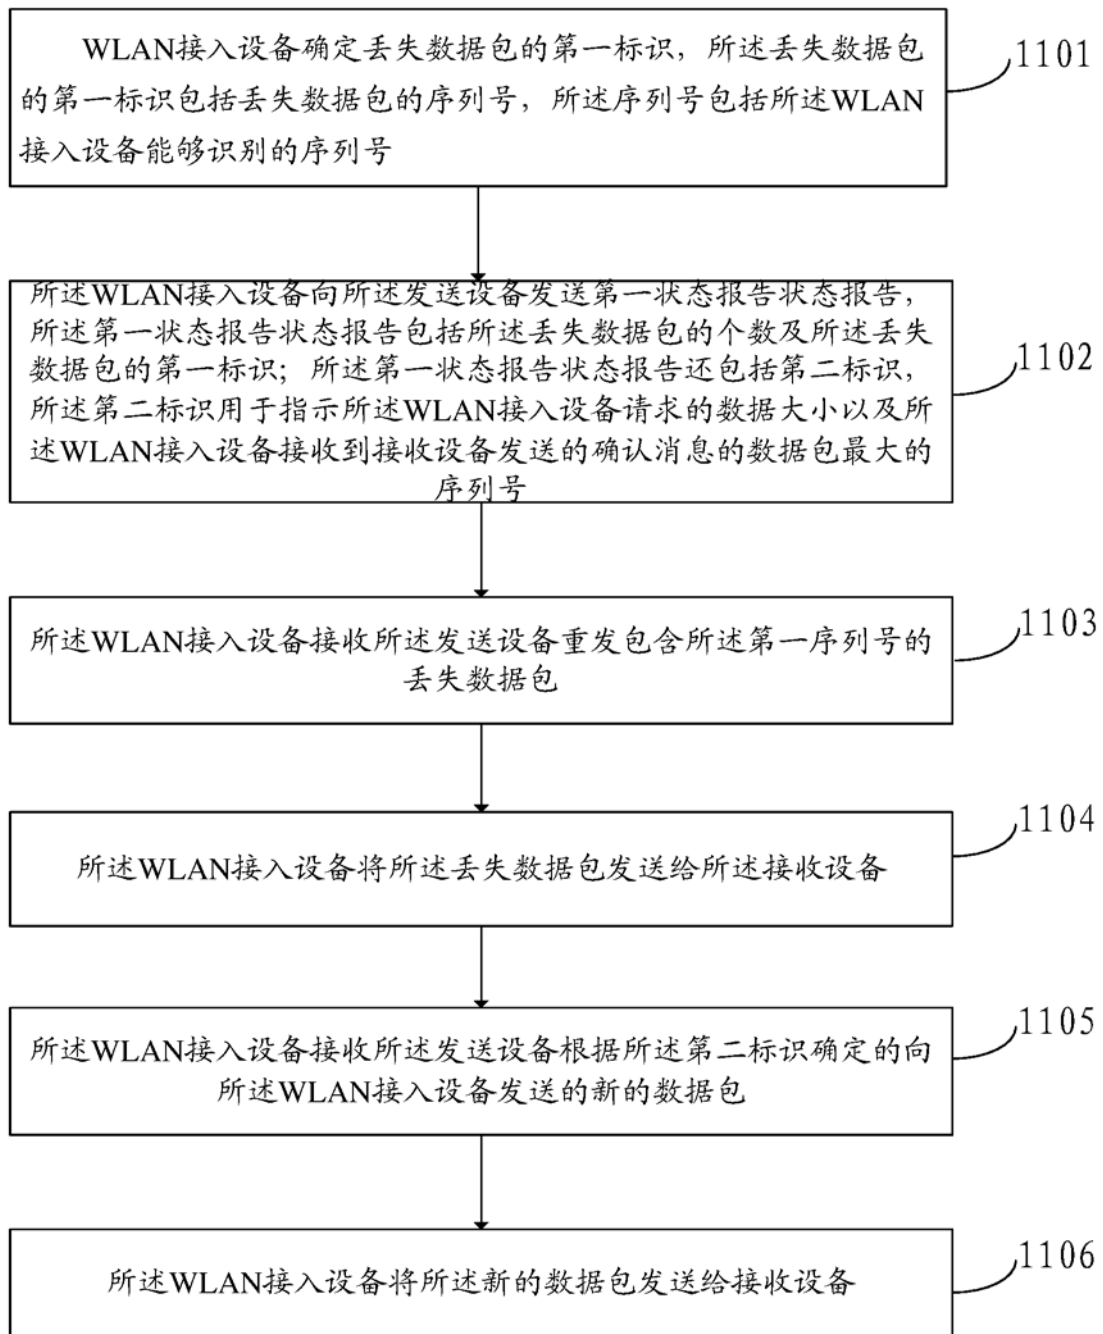 WLAN接入设备确定丢失数据包的第一标识，所述丢失数据包
的第一标识包括丢失数据包的序列号，所述序列号包括所述WLAN
接入设备能够识别的序列号
1101
所述WLAN接入设备向所述发送设备发送第一状态报告状态报告，
所述第一状态报告状态报告包括所述丢失数据包的个数及所述丢失
数据包的第一标识；所述第一状态报告状态报告还包括第二标识，
所述第二标识用于指示所述WLAN接入设备请求的数据大小以及所
述WLAN接入设备接收到接收设备发送的确认消息的数据包最大的
序列号
1102
所述WLAN接入设备接收所述发送设备重发包含所述第一序列号的
丢失数据包
1103
所述WLAN接入设备将所述丢失数据包发送给所述接收设备
1104
所述WLAN接入设备接收所述发送设备根据所述第二标识确定的向
所述WLAN接入设备发送的新的数据包
1105
所述WLAN接入设备将所述新的数据包发送给接收设备
1106